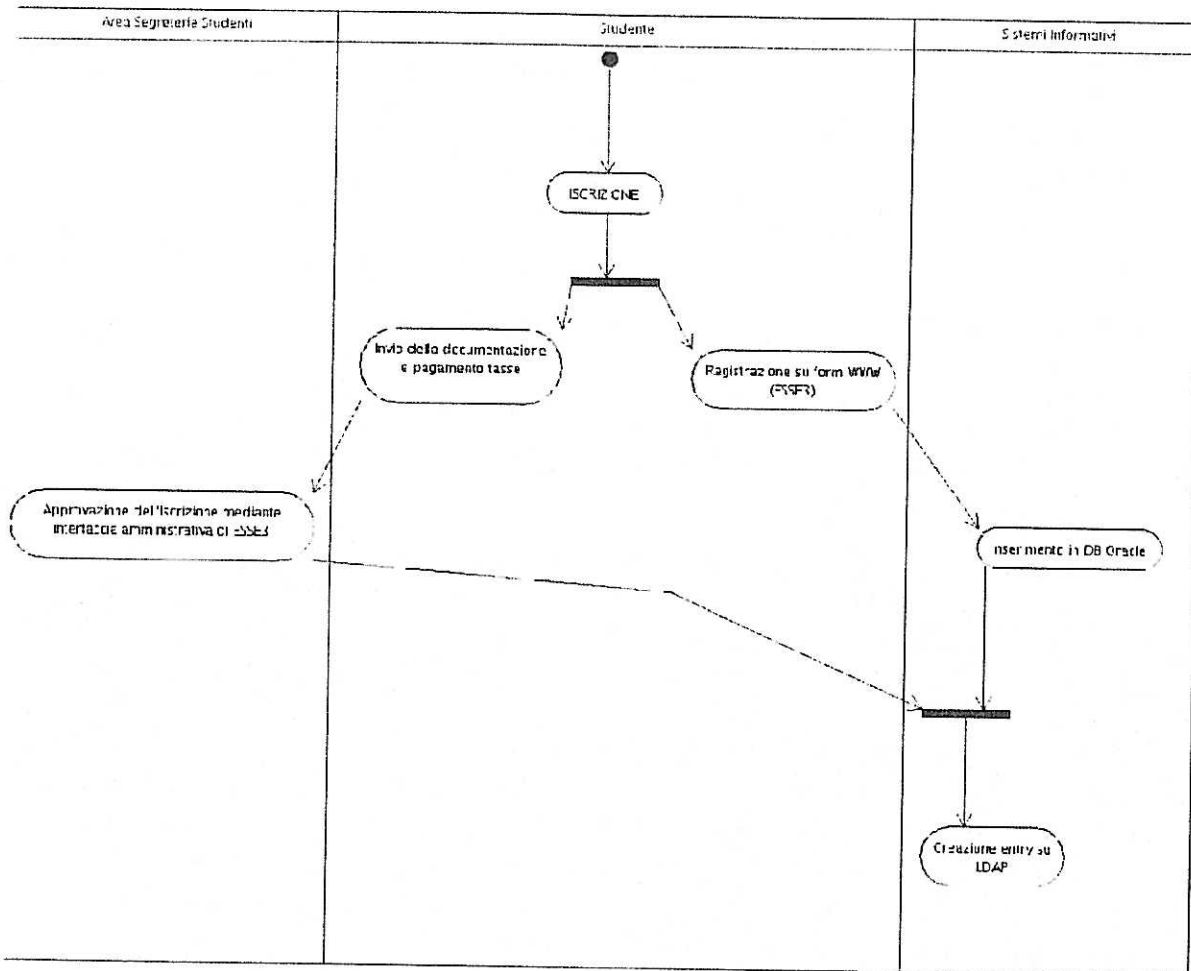 Area Segreterie Studenti
Studente
Sistemi Informativi
ISCRIZIONE
Invio della documentazione
e pagamento tasse
Registrazione su form WWW
(ESSE3)
Approvazione dell'Iscrizione mediante
interfaccia amministrativa di ESSE3
Inserimento in DB Oracle
Creazione entry su
LDAP